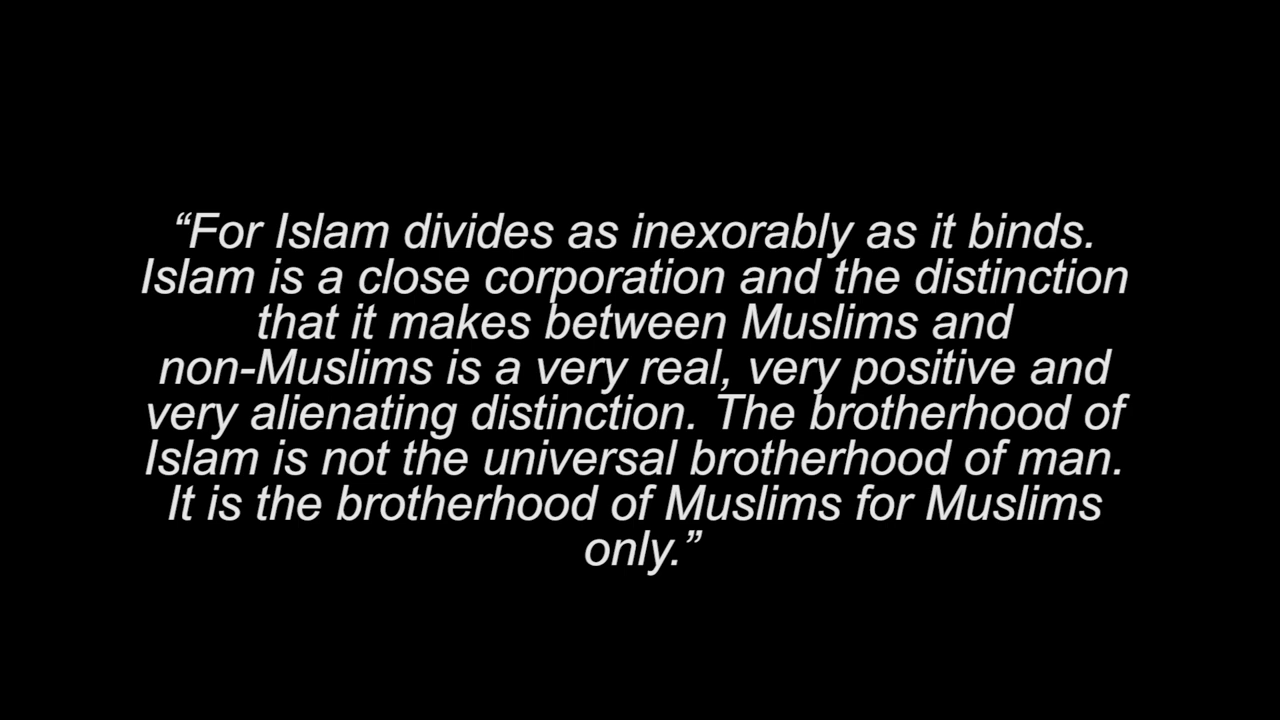 “For Islam divides as inexorably as it binds.
Islam is a close corporation and the distinction
that it makes between Muslims and
non-Muslims is a very real, very positive and
very alienating distinction. The brotherhood of
Islam is not the universal brotherhood of man.
It is the brotherhood of Muslims for Muslims
only.”